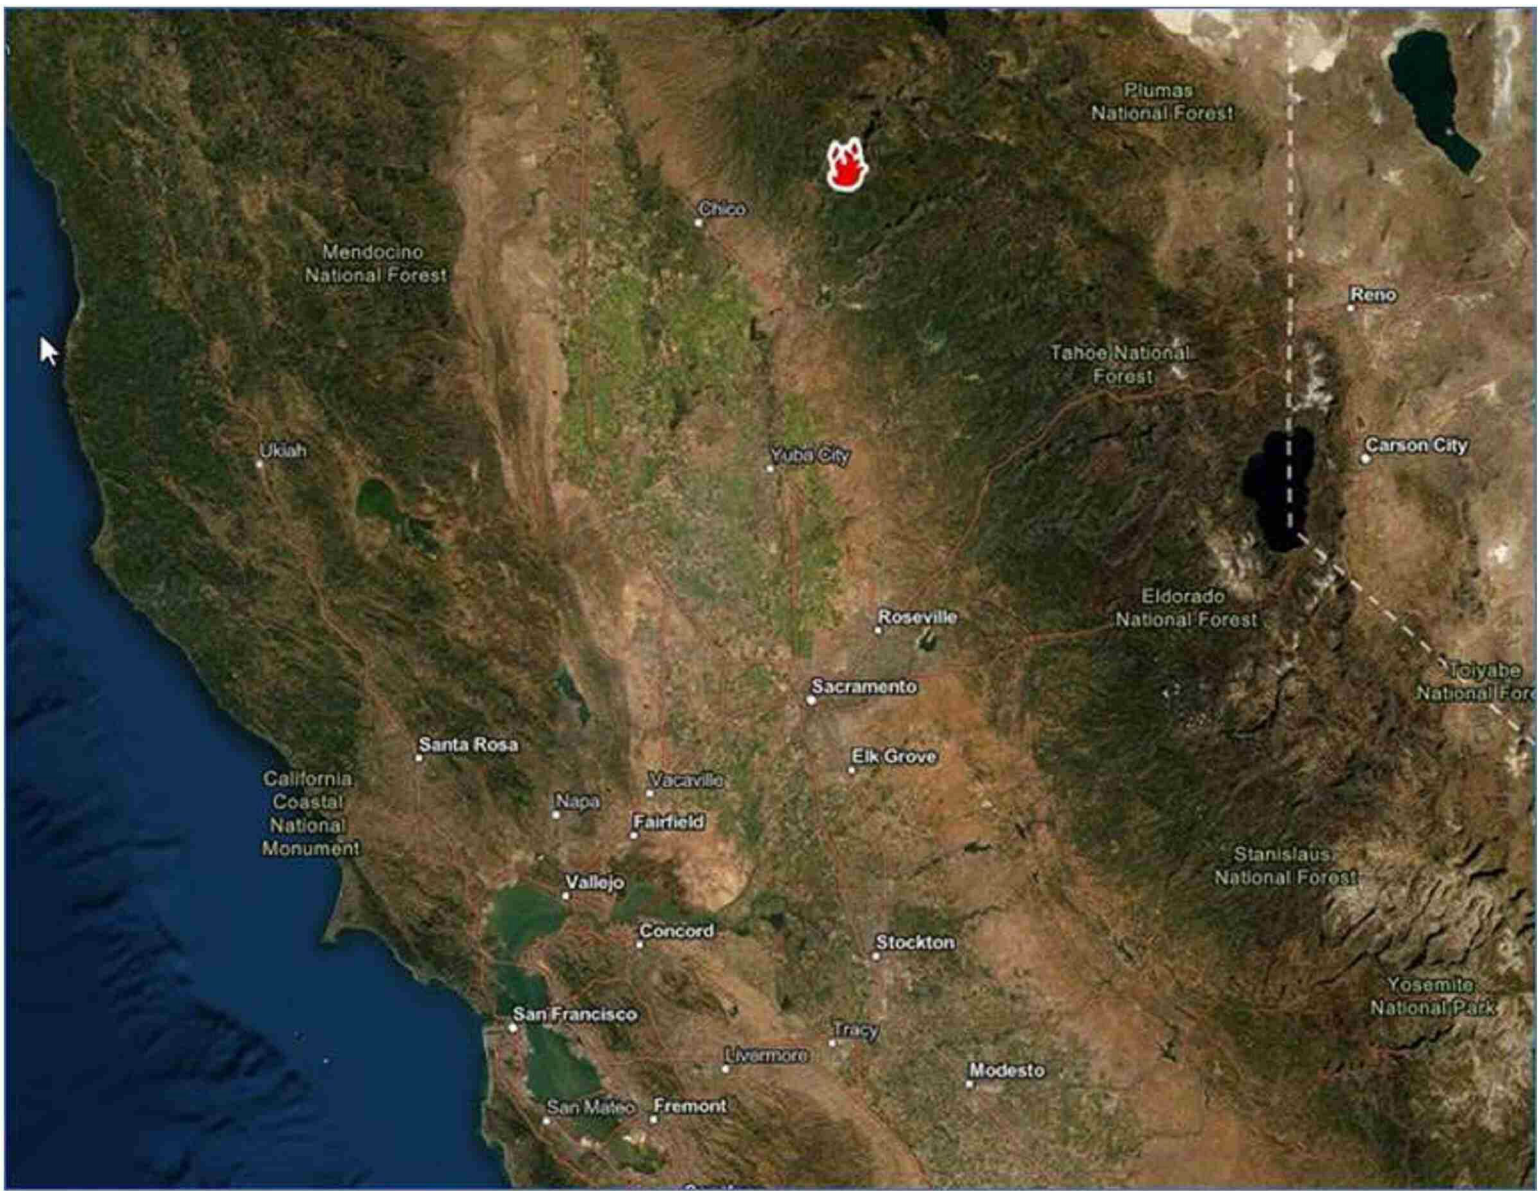 Plumas
National Forest
Chico
Mendocino
National Forest
Reno
Tahoe National
Forest
Ukiah
Yuba City
Carson City
Eldorado
National Forest
Roseville
Toiyabe
National Fore
Sacramento
Santa Rosa
Elk Grove
California
Coastal
National
Monument
Vacaville
Napa
Fairfield
Stanislaus
National Forest
Vallejo
Concord
Stockton
Yosemite
National Park
San Francisco
Tracy
Livermore
Modesto
San Mateo
Fremont